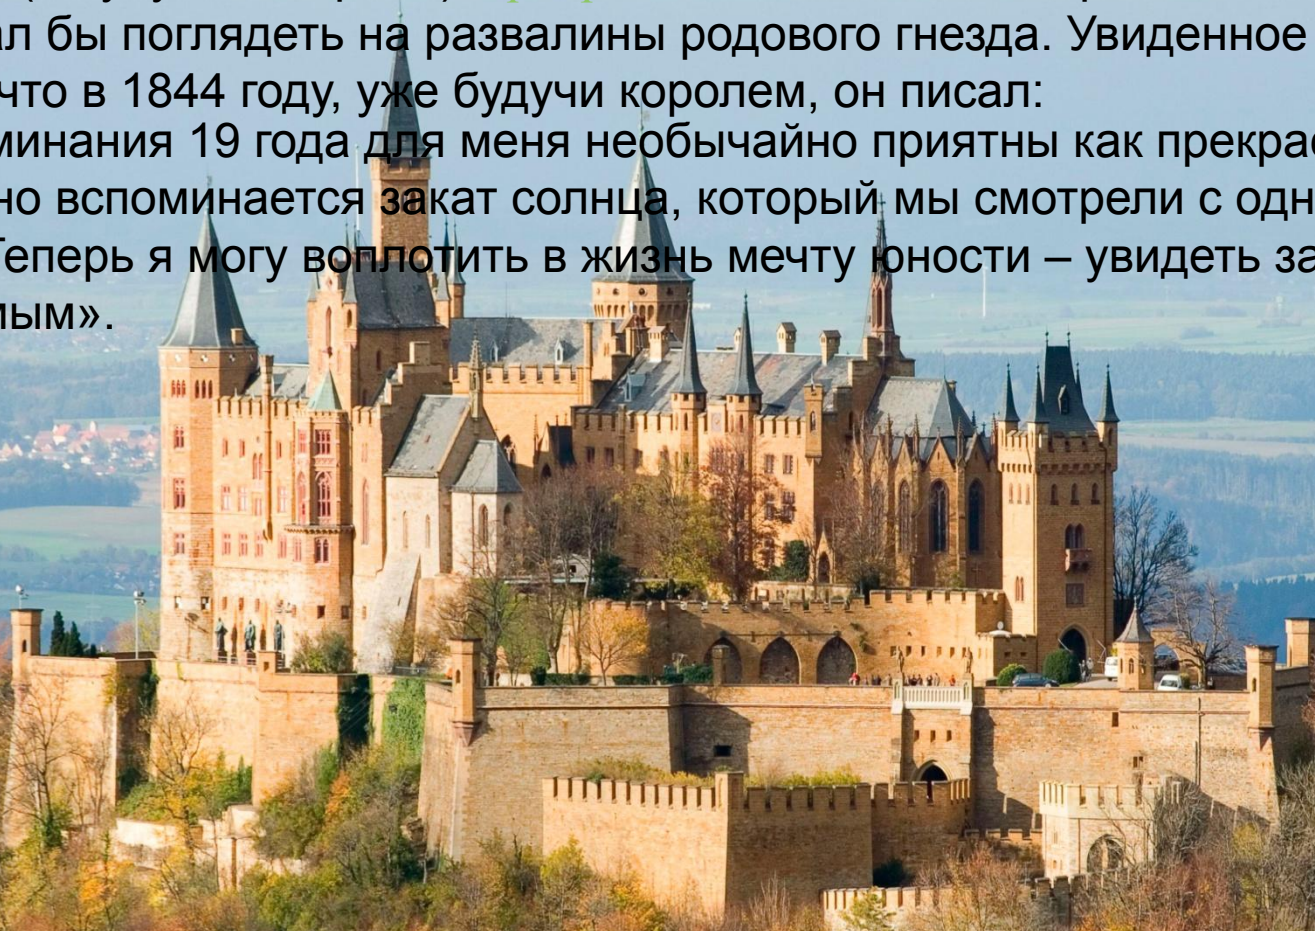 ал бы поглядеть на развалины родового гнезда. Увиденное
что в 1844 году, уже будучи королем, он писал:
минания 19 года для меня необычайно приятны как прекрас
но вспоминается закат солнца, который мы смотрели с одн
Теперь я могу воплотить в жизнь мечту юности – увидеть за
мым».